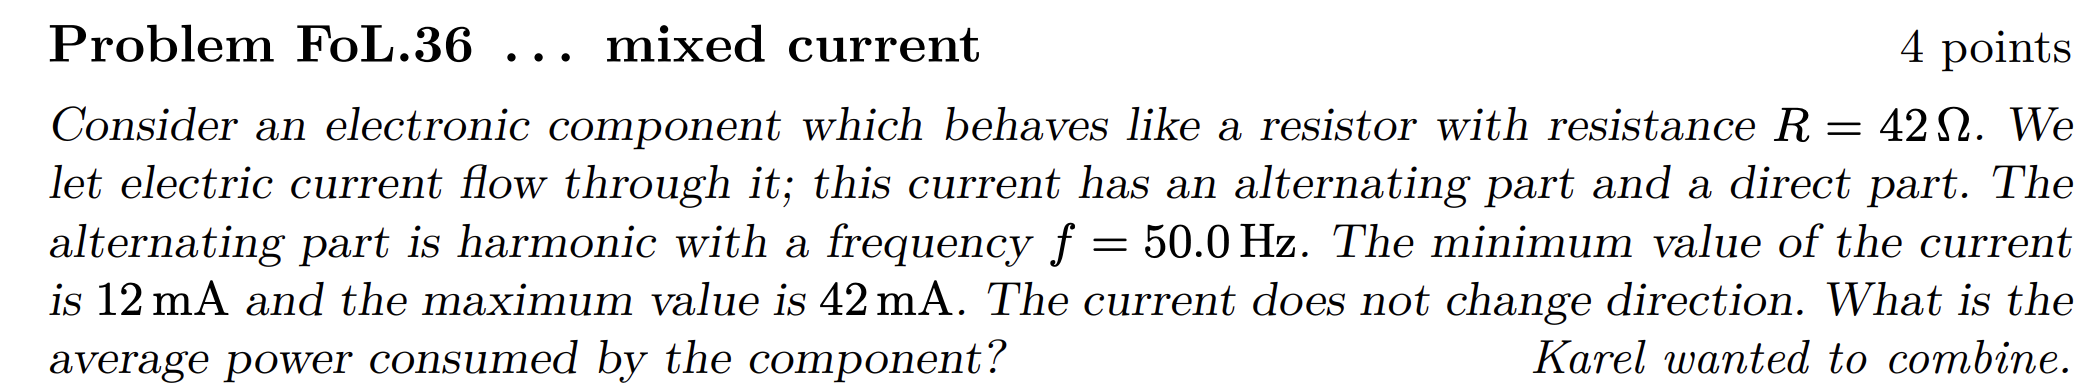 Problem FoL.36 ... mixed current 4 points
Consider an electronic component which behaves like a resistor with resistance R = 42 Ω. We
let electric current flow through it; this current has an alternating part and a direct part. The
alternating part is harmonic with a frequency f = 50.0 Hz. The minimum value of the current
is 12 mA and the maximum value is 42 mA. The current does not change direction. What is the
average power consumed by the component? Karel wanted to combine.